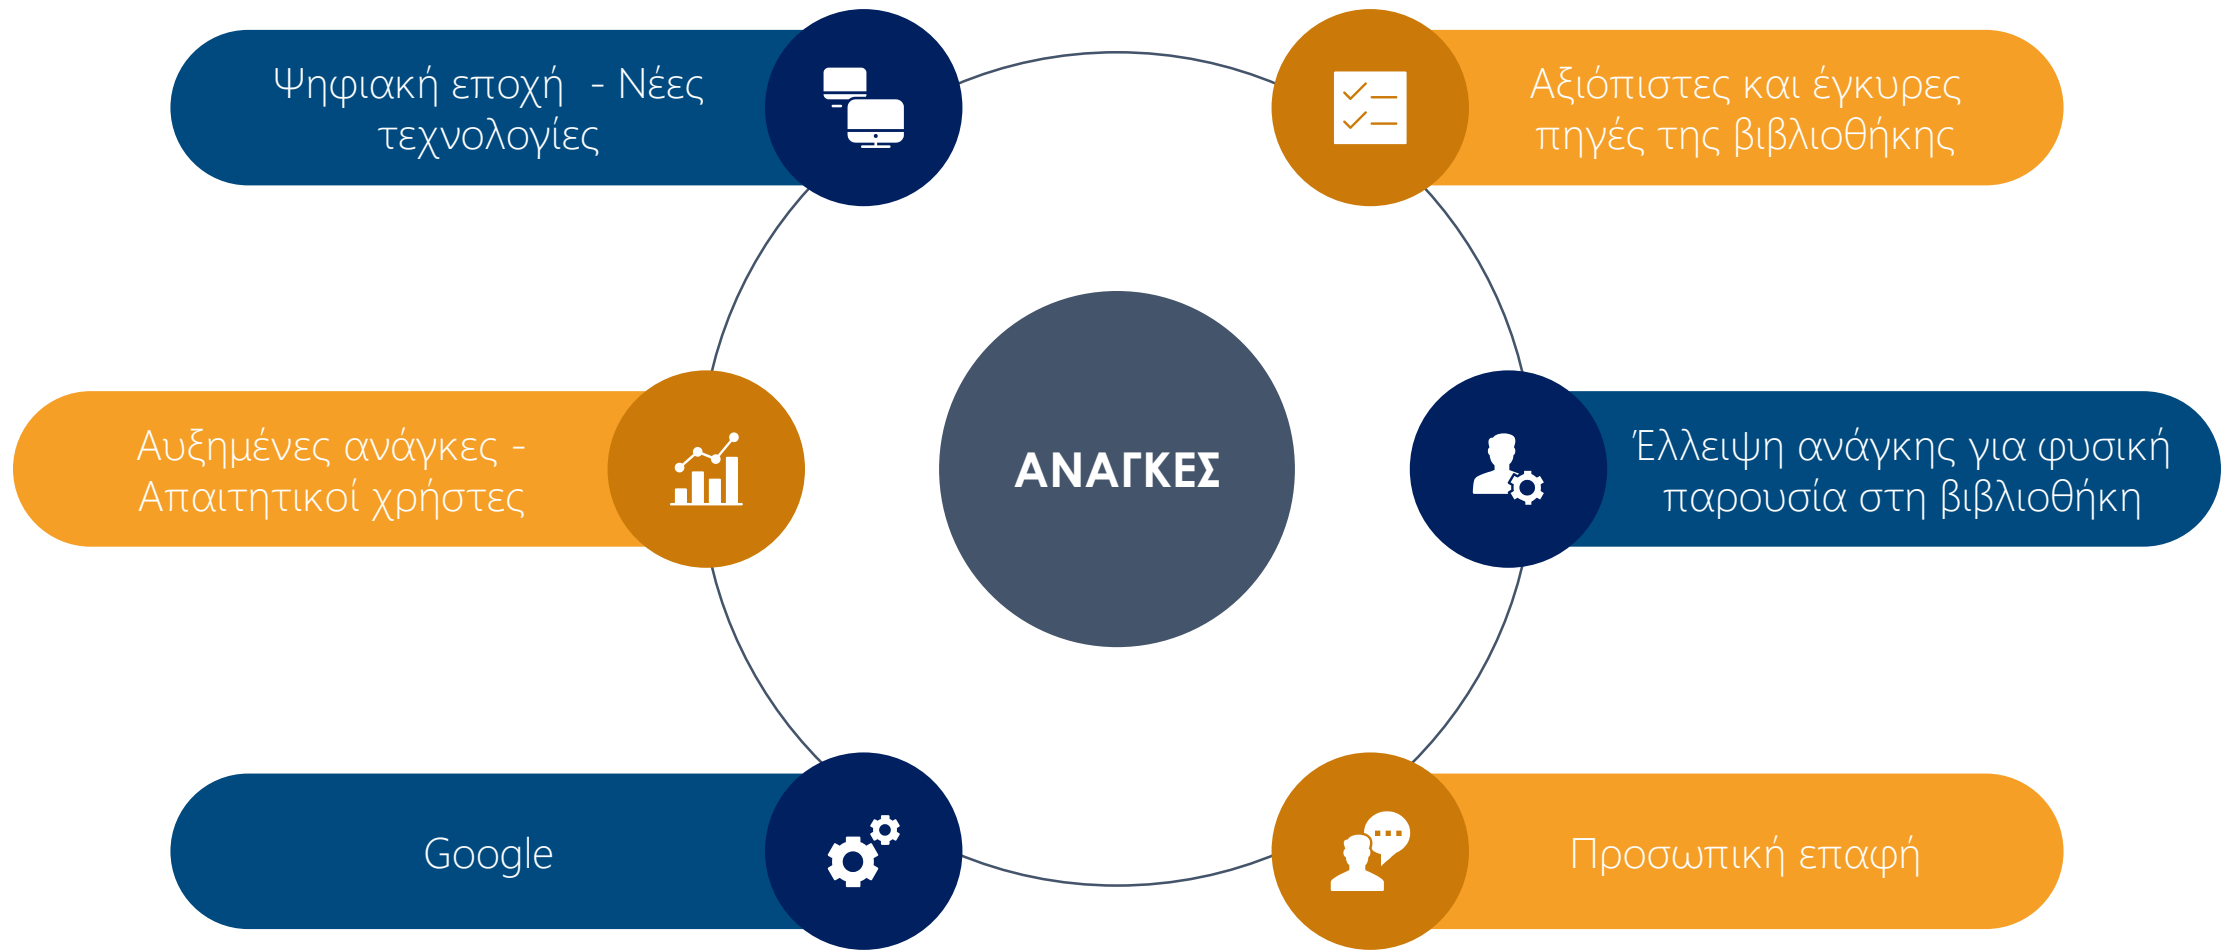 Ψηφιακή εποχή - Νέες
τεχνολογίες
Αξιόπιστες και έγκυρες
πηγές της βιβλιοθήκης
Αυξημένες ανάγκες -
Απαιτητικοί χρήστες
ΑΝΑΓΚΕΣ
Έλλειψη ανάγκης για φυσική
παρουσία στη βιβλιοθήκη
Google
Προσωπική επαφή